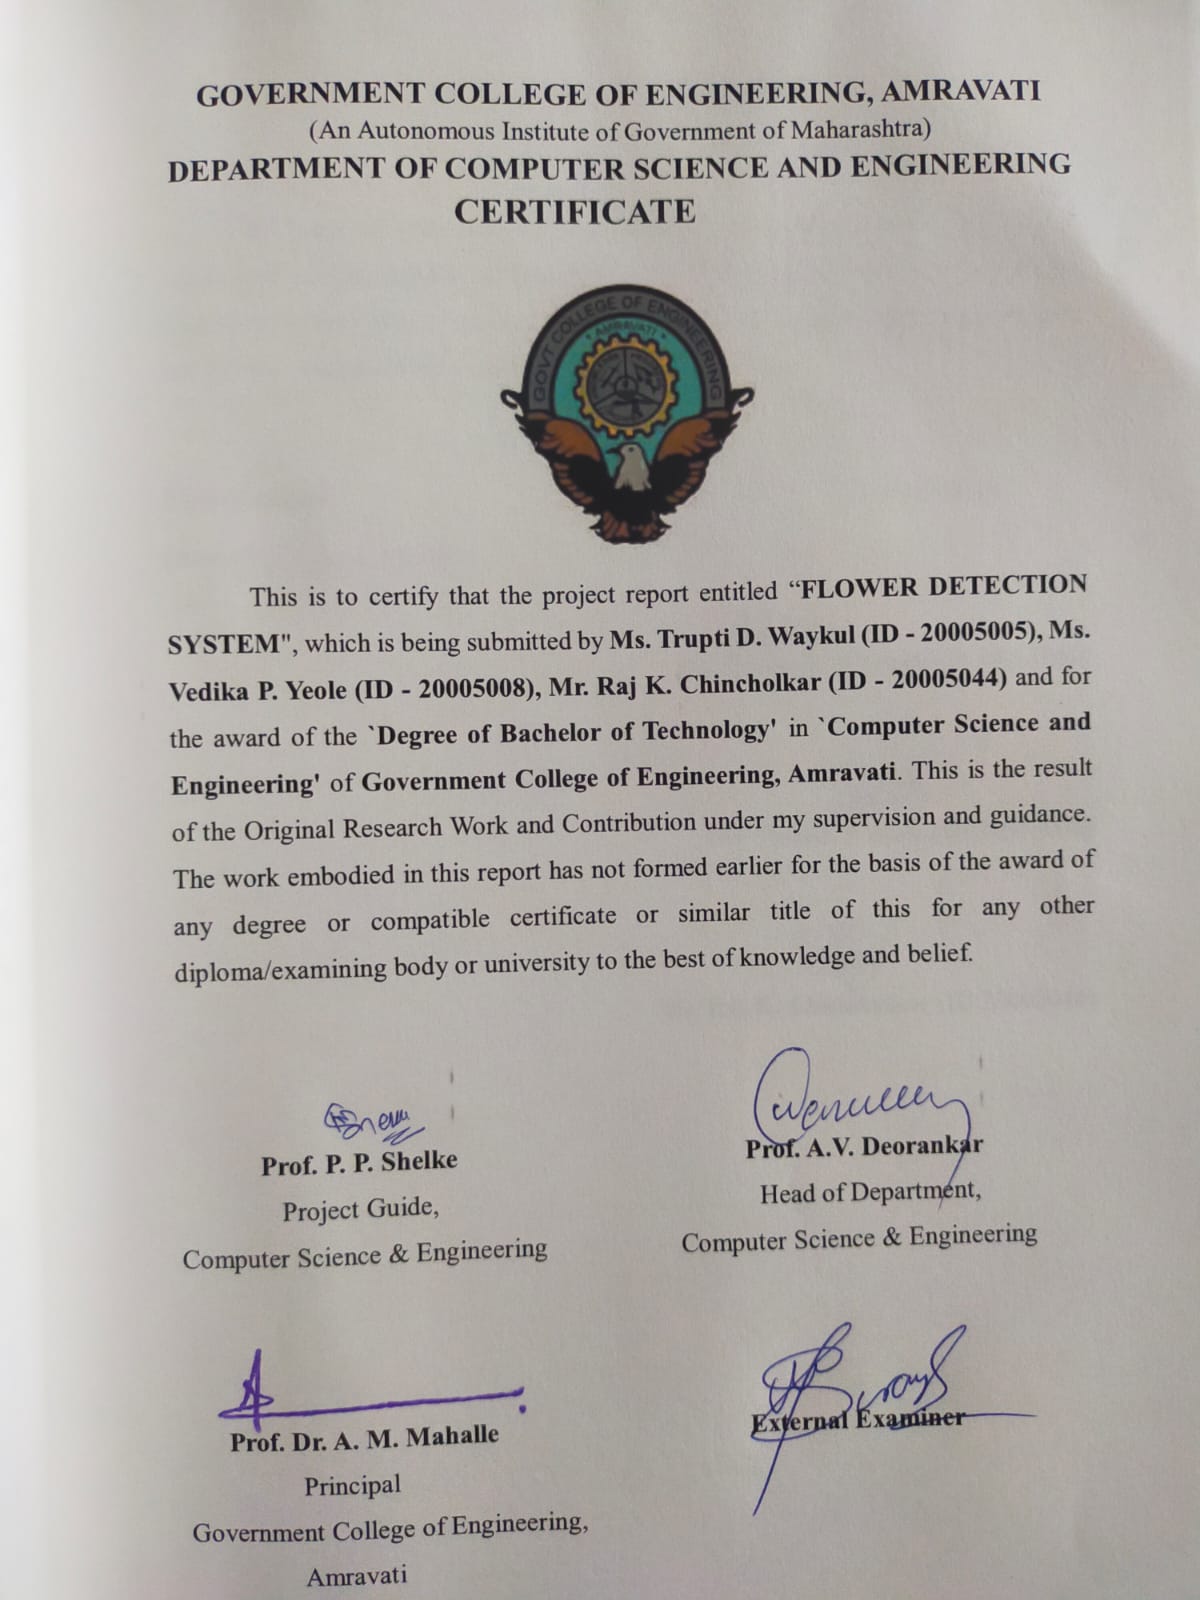 GOVERNMENT COLLEGE OF ENGINEERING, AMRAVATI
(An Autonomous Institute of Government of Maharashtra)
DEPARTMENT OF COMPUTER SCIENCE AND ENGINEERING
CERTIFICATE
GOVT COLLEGE OF ENGINEERING
AMRAVATI
This is to certify that the project report entitled “FLOWER DETECTION
SYSTEM", which is being submitted by Ms. Trupti D. Waykul (ID - 20005005), Ms.
Vedika P. Yeole (ID - 20005008), Mr. Raj K. Chincholkar (ID - 20005044) and for
the award of the `Degree of Bachelor of Technology' in `Computer Science and
Engineering' of Government College of Engineering, Amravati. This is the result
of the Original Research Work and Contribution under my supervision and guidance.
The work embodied in this report has not formed earlier for the basis of the award of
any degree or compatible certificate or similar title of this for any other
diploma/examining body or university to the best of knowledge and belief.
Prof. P. P. Shelke
Project Guide,
Computer Science & Engineering
Prof. A.V. Deorankar
Head of Department,
Computer Science & Engineering
Prof. Dr. A. M. Mahalle
Principal
Government College of Engineering,
Amravati
External Examiner